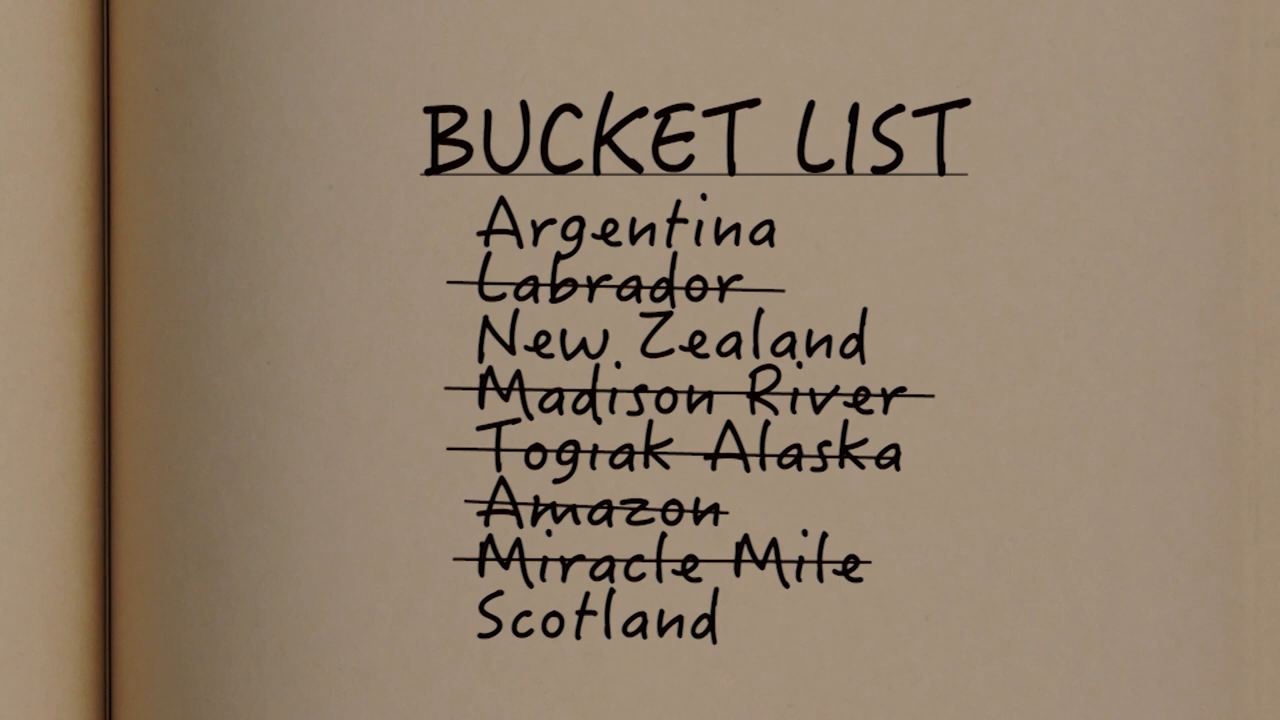 BUCKET LIST
Argentina
Labrador
New Zealand
Madison River
Togiak Alaska
Amazon
Miracle Mile
Scotland